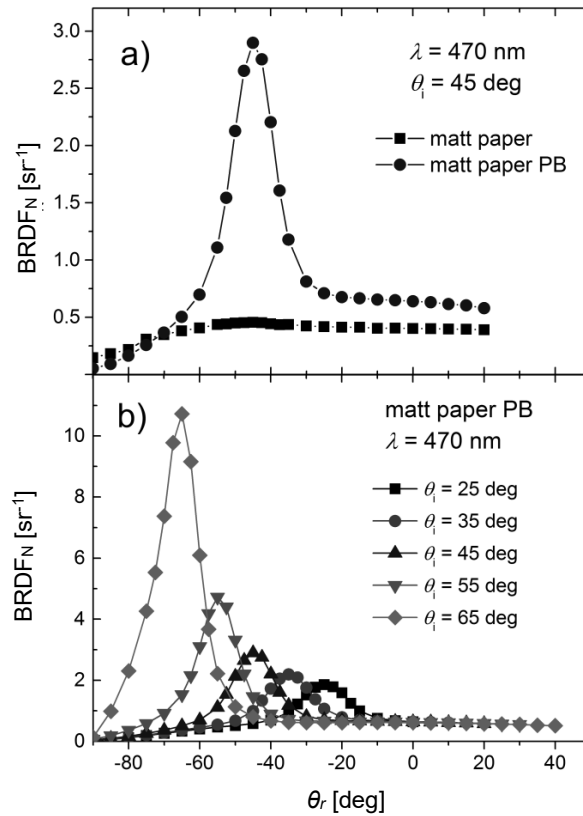 a)
λ = 470 nm
θi = 45 deg
matt paper
matt paper PB
BRDFN [sr⁻¹]
3.0
2.5
2.0
1.5
1.0
0.5
b)
matt paper PB
λ = 470 nm
θi = 25 deg
θi = 35 deg
θi = 45 deg
θi = 55 deg
θi = 65 deg
BRDFN [sr⁻¹]
10
8
6
4
2
0
-80 -60 -40 -20 0 20 40
θr [deg]